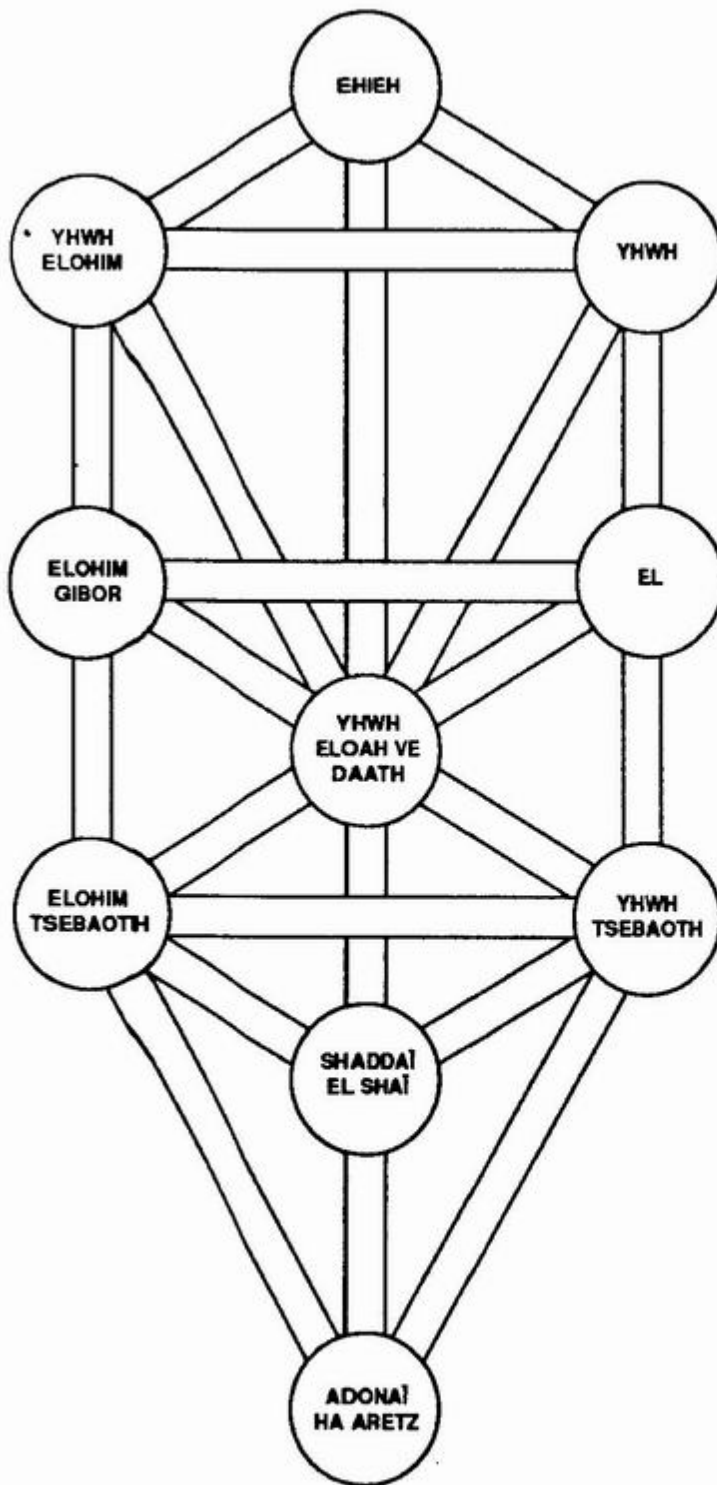 EHIEH
YHWH
ELOHIM
YHWH
ELOHIM
GIBOR
EL
YHWH
ELOAH VE
DAATH
ELOHIM
TSEBAOTH
YHWH
TSEBAOTH
SHADDAÏ
EL SHAÏ
ADONAÏ
HA ARETZ